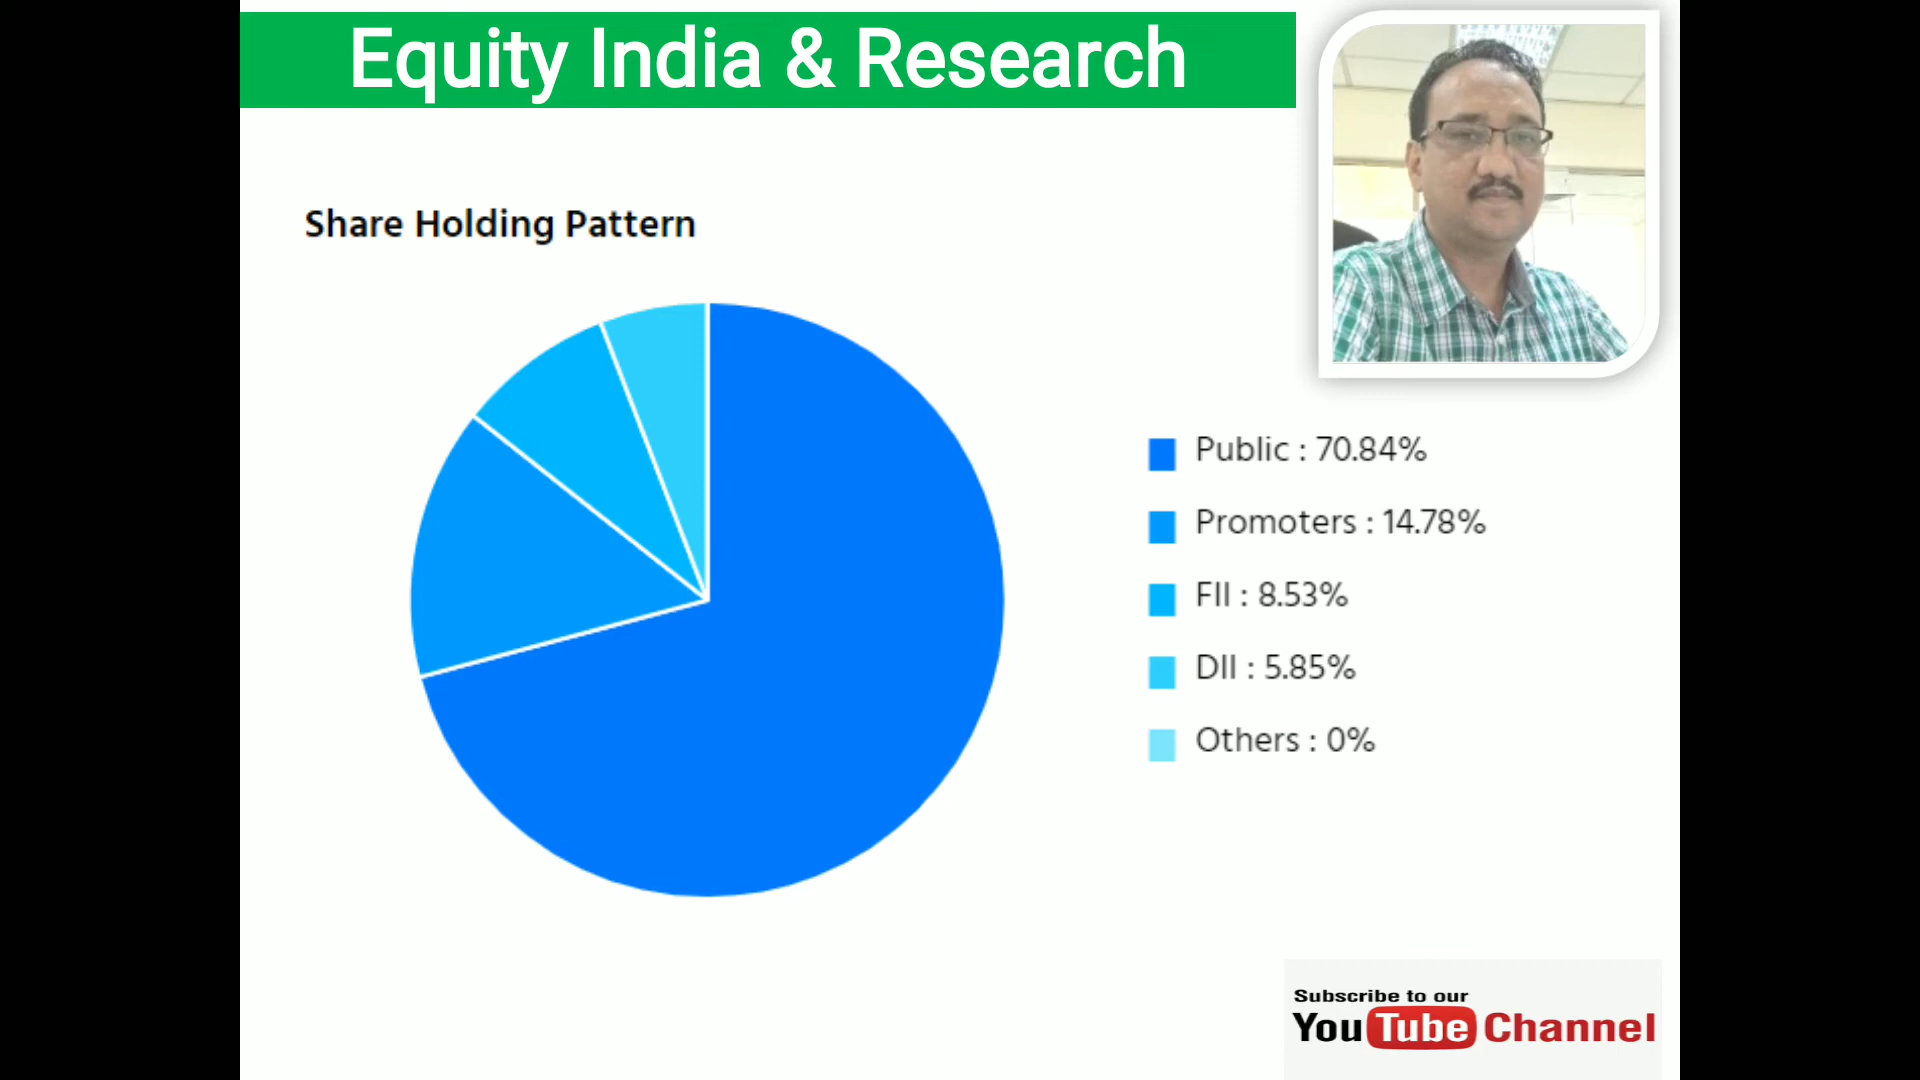 Equity India & Research
Share Holding Pattern
Public : 70.84%
Promoters : 14.78%
FII : 8.53%
DII : 5.85%
Others : 0%
Subscribe to our
YouTube Channel